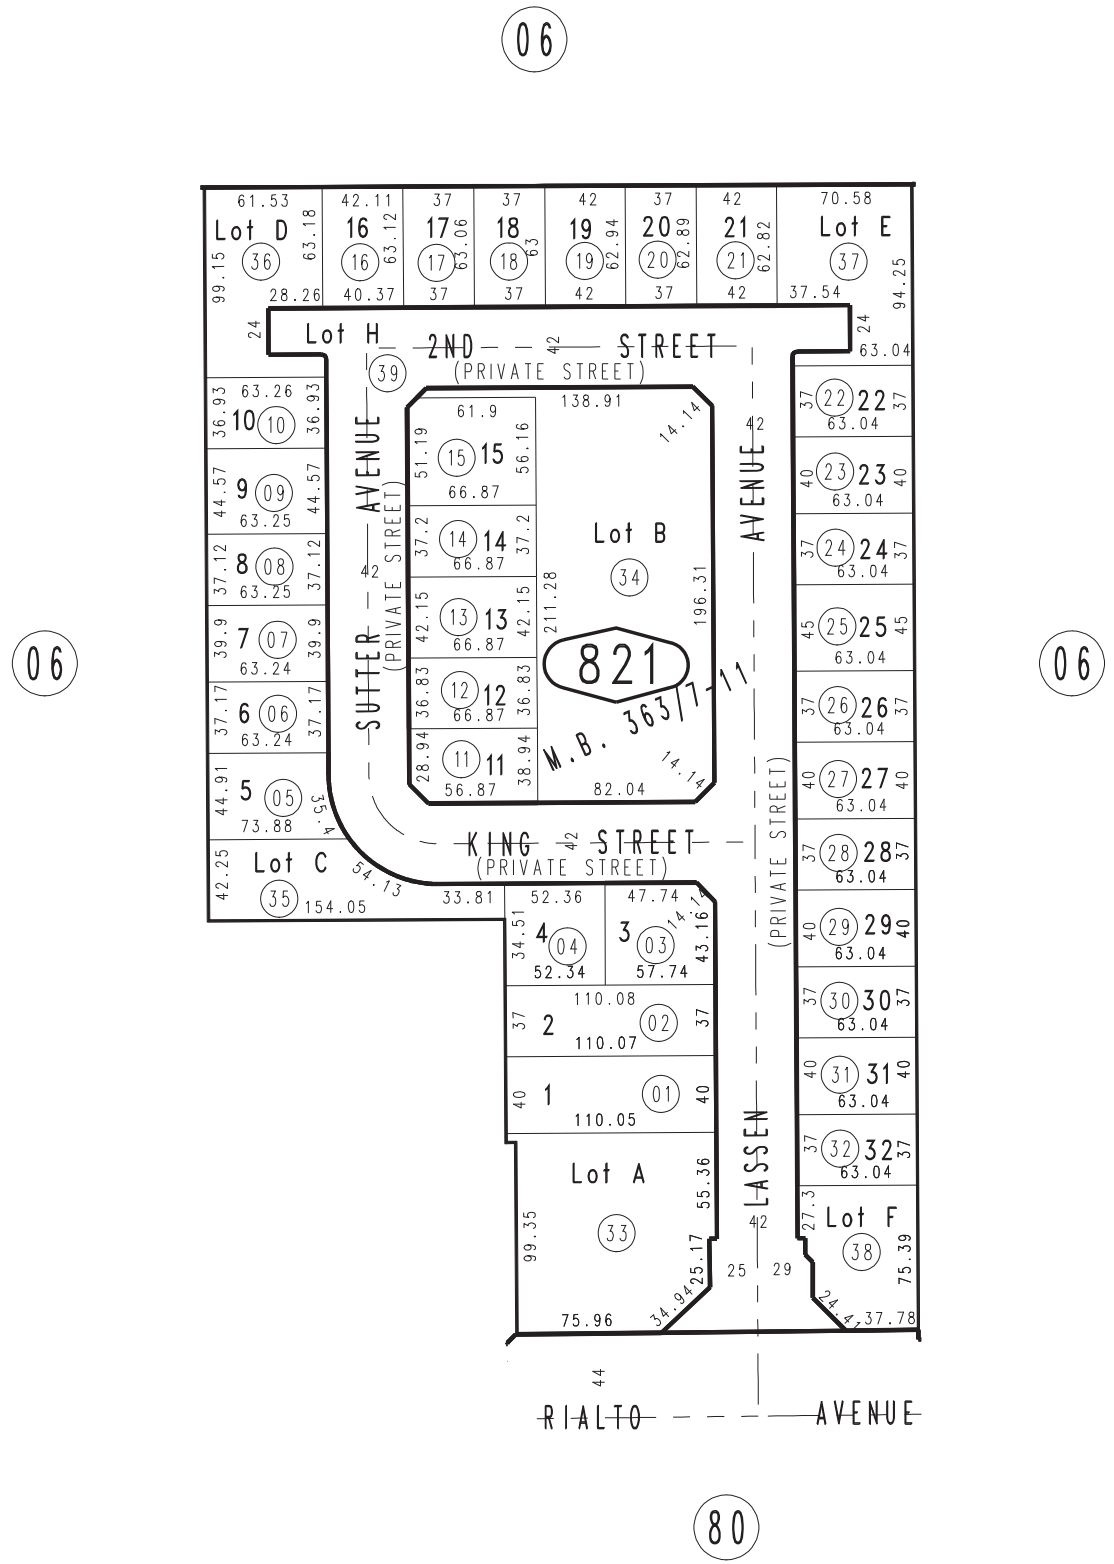 06
61.53 42.11 37 37 42 37 42 70.58
Lot D 16 17 18 19 20 21 Lot E
63.18 63.12 63.06 63 62.94 62.89 62.82
36 16 17 18 19 20 21 37
99.15 94.25
28.26 40.37 37 37 42 37 42 37.54
24 Lot H 2ND 42 STREET 24
63.04
39 (PRIVATE STREET)
63.26 61.9 138.91 14.14
36.93 10 10 36.93
37 22 22 37
63.04
42
51.19 15 15 56.16
66.87
44.57 9 09 44.57
63.25
40 23 23 40
63.04
SUTTER AVENUE
(PRIVATE STREET)
42
37.2 14 14 37.2
66.87
Lot B
34
37 24 24 37
63.04
37.12 8 08 37.12
63.25
211.28 196.31
42.15 13 13 42.15
66.87
45 25 25 45
63.04
39.9 7 07 39.9
63.24
06 821 06
M.B. 363/7-11
36.83 12 12 36.83
66.87
37 26 26 37
63.04
37.17 6 06 37.17
63.24
28.94 11 11 38.94
56.87 82.04 14.14
40 27 27 40
63.04
44.91 5 05 35.4
73.88
KING 42 STREET
(PRIVATE STREET)
37 28 28 37
63.04
Lot C
42.25 35 154.05 54.13 33.81
52.36 47.74 14.14
34.51 4 04 3 03 43.16
52.34 57.74
40 29 29 40
63.04
110.08
37 2 02 37
110.07
37 30 30 37
63.04
40 1 01 40
110.05
40 31 31 40
63.04
LASSEN AVENUE
(PRIVATE STREET)
42
37 32 32 37
63.04
Lot A
33
99.35 55.36 25.17
75.96 34.94
25 29
27.3 Lot F
38
75.39
24.41 37.78
44
RIALTO AVENUE
80